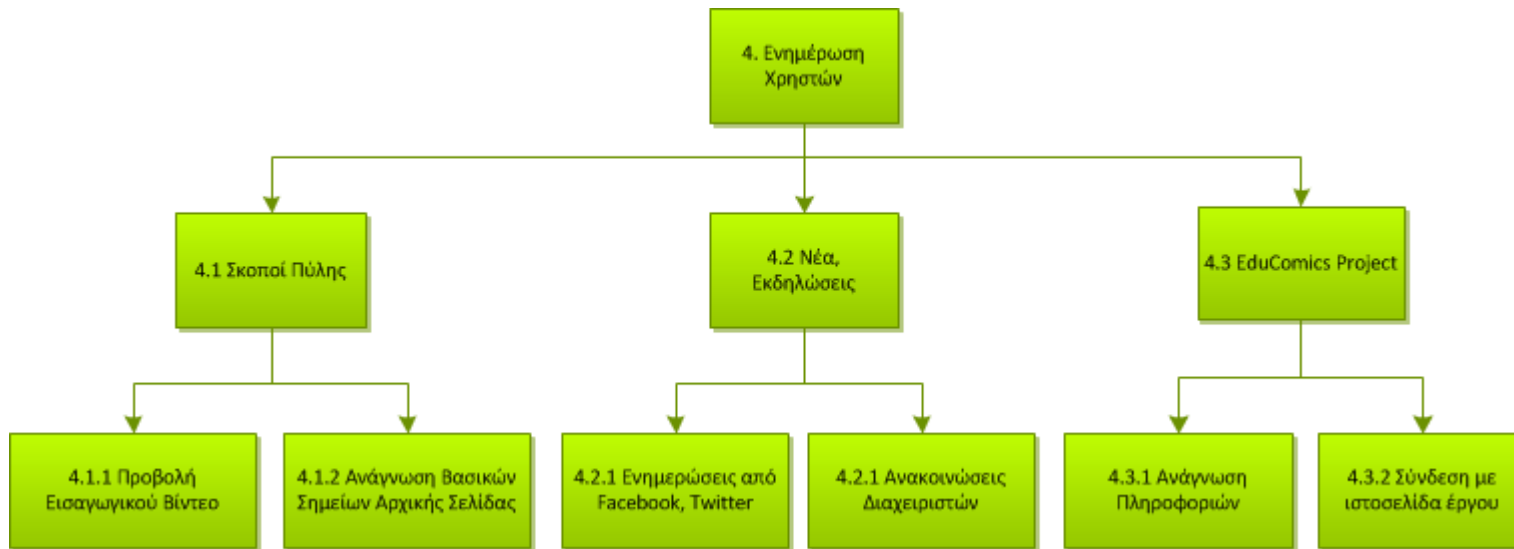 4. Ενημέρωση
Χρηστών
4.1 Σκοποί Πύλης
4.2 Νέα,
Εκδηλώσεις
4.3 EduComics Project
4.1.1 Προβολή
Εισαγωγικού Βίντεο
4.1.2 Ανάγνωση Βασικών
Σημείων Αρχικής Σελίδας
4.2.1 Ενημερώσεις από
Facebook, Twitter
4.2.1 Ανακοινώσεις
Διαχειριστών
4.3.1 Ανάγνωση
Πληροφοριών
4.3.2 Σύνδεση με
ιστοσελίδα έργου